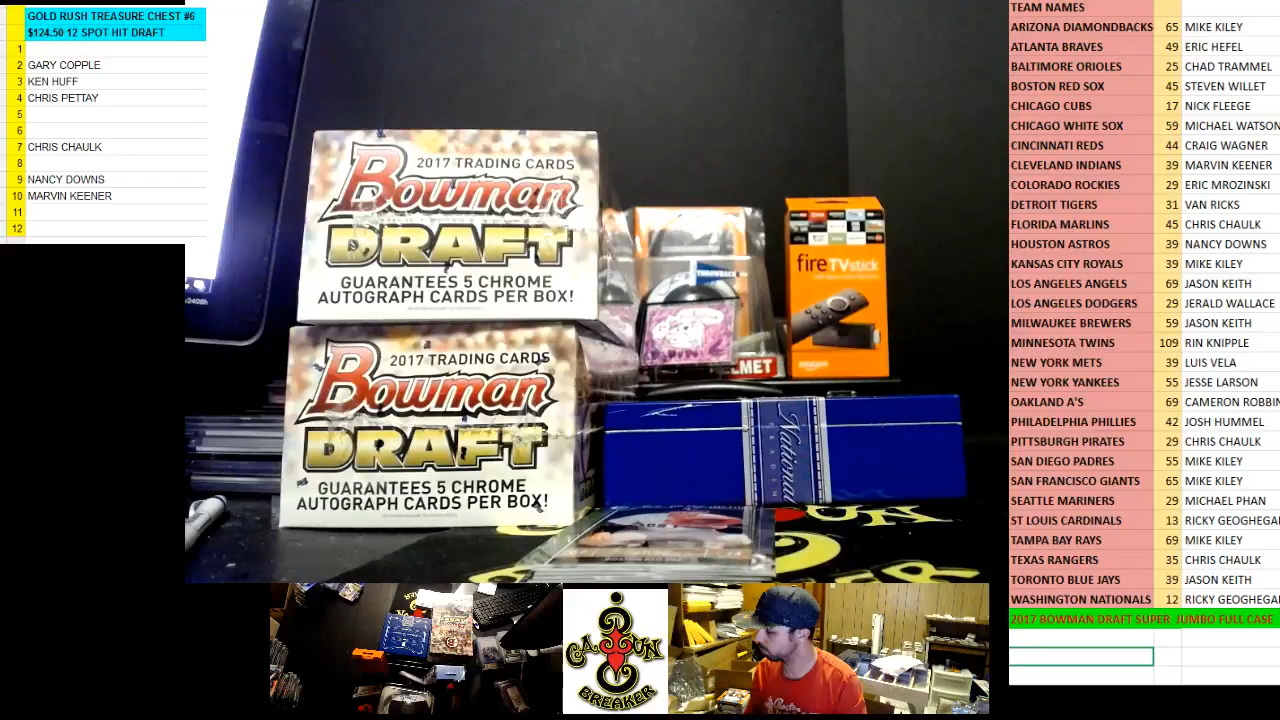 GOLD RUSH TREASURE CHEST #6
$124.50 12 SPOT HIT DRAFT
1
2 GARY COPPLE
3 KEN HUFF
4 CHRIS PETTAY
5
6
7 CHRIS CHAULK
8
9 NANCY DOWNS
10 MARVIN KEENER
11
12
2017 TRADING CARDS
Bowman
DRAFT
GUARANTEES 5 CHROME
AUTOGRAPH CARDS PER BOX!
2017 TRADING CARDS
Bowman
DRAFT
GUARANTEES 5 CHROME
AUTOGRAPH CARDS PER BOX!
THROWBACK
fireTVstick
amazon
National
CAJUN
BREAKER
TEAM NAMES
ARIZONA DIAMONDBACKS 65 MIKE KILEY
ATLANTA BRAVES 49 ERIC HEFEL
BALTIMORE ORIOLES 25 CHAD TRAMMEL
BOSTON RED SOX 45 STEVEN WILLET
CHICAGO CUBS 17 NICK FLEEGE
CHICAGO WHITE SOX 59 MICHAEL WATSON
CINCINNATI REDS 44 CRAIG WAGNER
CLEVELAND INDIANS 39 MARVIN KEENER
COLORADO ROCKIES 29 ERIC MROZINSKI
DETROIT TIGERS 31 VAN RICKS
FLORIDA MARLINS 45 CHRIS CHAULK
HOUSTON ASTROS 39 NANCY DOWNS
KANSAS CITY ROYALS 39 MIKE KILEY
LOS ANGELES ANGELS 69 JASON KEITH
LOS ANGELES DODGERS 29 JERALD WALLACE
MILWAUKEE BREWERS 59 JASON KEITH
MINNESOTA TWINS 109 RIN KNIPPLE
NEW YORK METS 39 LUIS VELA
NEW YORK YANKEES 55 JESSE LARSON
OAKLAND A'S 69 CAMERON ROBBIN
PHILADELPHIA PHILLIES 42 JOSH HUMMEL
PITTSBURGH PIRATES 29 CHRIS CHAULK
SAN DIEGO PADRES 55 MIKE KILEY
SAN FRANCISCO GIANTS 65 MIKE KILEY
SEATTLE MARINERS 29 MICHAEL PHAN
ST LOUIS CARDINALS 13 RICKY GEOGHEGAN
TAMPA BAY RAYS 69 MIKE KILEY
TEXAS RANGERS 35 CHRIS CHAULK
TORONTO BLUE JAYS 39 JASON KEITH
WASHINGTON NATIONALS 12 RICKY GEOGHEGAN
2017 BOWMAN DRAFT SUPER JUMBO FULL CASE